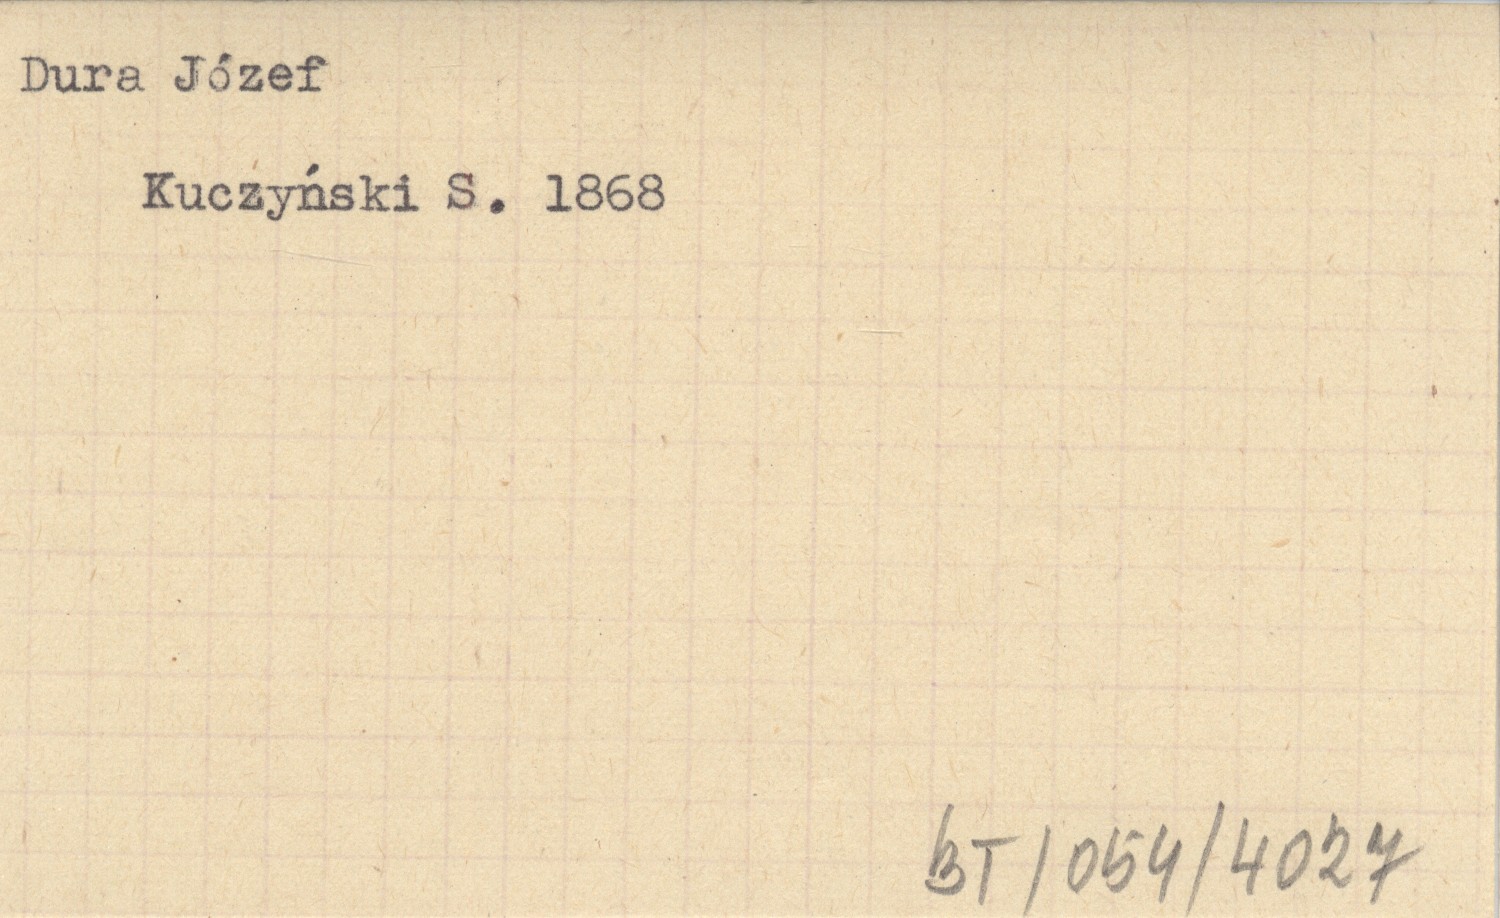 Dura Józef
Kuczyński S. 1868
BT/054/4027